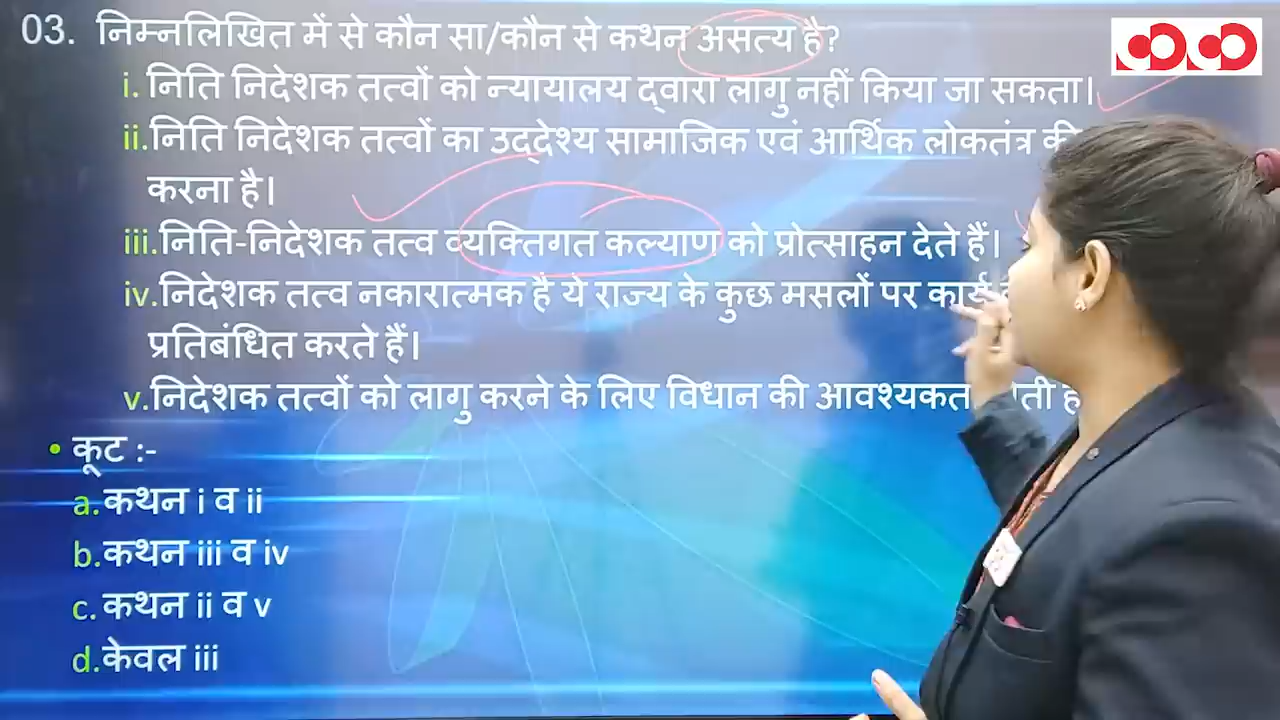 03. निम्नलिखित में से कौन सा/कौन से कथन असत्य है?
i. निति निदेशक तत्वों को न्यायालय द्वारा लागु नहीं किया जा सकता।
ii.निति निदेशक तत्वों का उद्देश्य सामाजिक एवं आर्थिक लोकतंत्र की
करना है।
iii.निति-निदेशक तत्व व्यक्तिगत कल्याण को प्रोत्साहन देते हैं।
iv.निदेशक तत्व नकारात्मक हैं ये राज्य के कुछ मसलों पर कार्य
प्रतिबंधित करते हैं।
v.निदेशक तत्वों को लागु करने के लिए विधान की
• कूट :-
a.कथन i व ii
b.कथन iii व iv
c. कथन ii व v
d.केवल iii